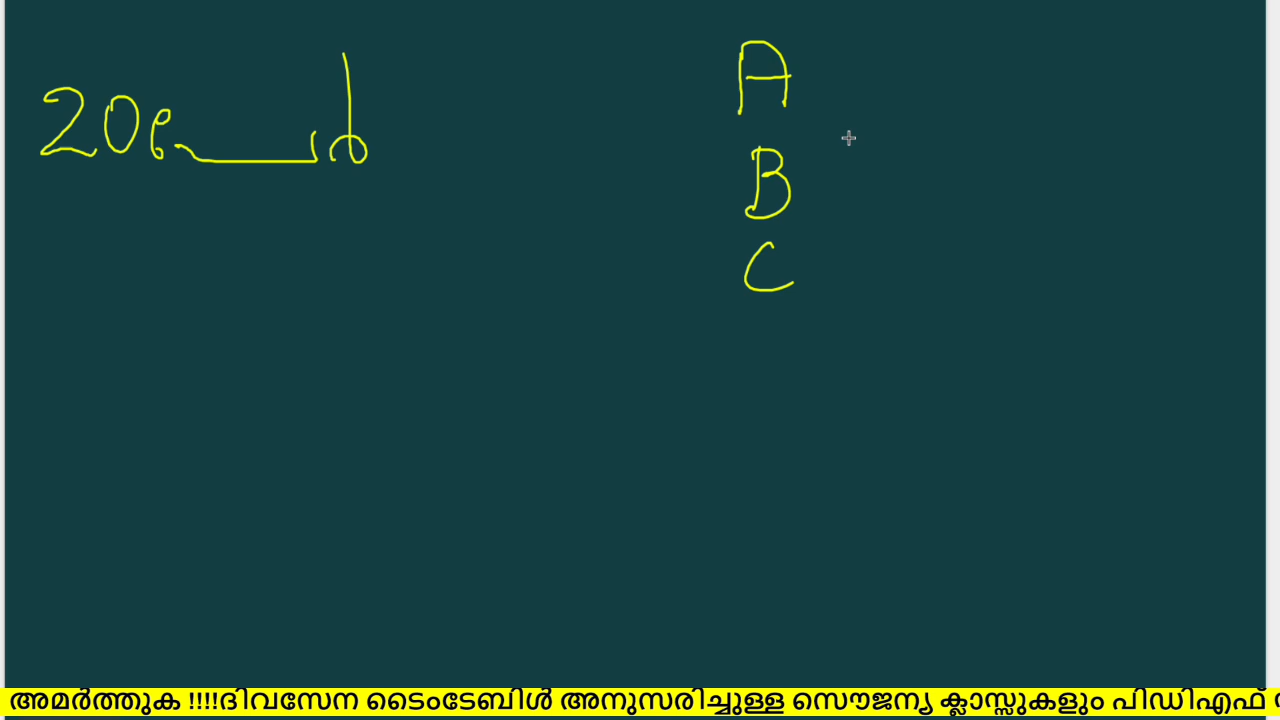 20
A
B
C
അമർത്തുക !!!!ദിവസേന ടൈംടേബിൾ അനുസരിച്ചുള്ള സൌജന്യ ക്ലാസ്സുകളും പിഡിഎഫ്